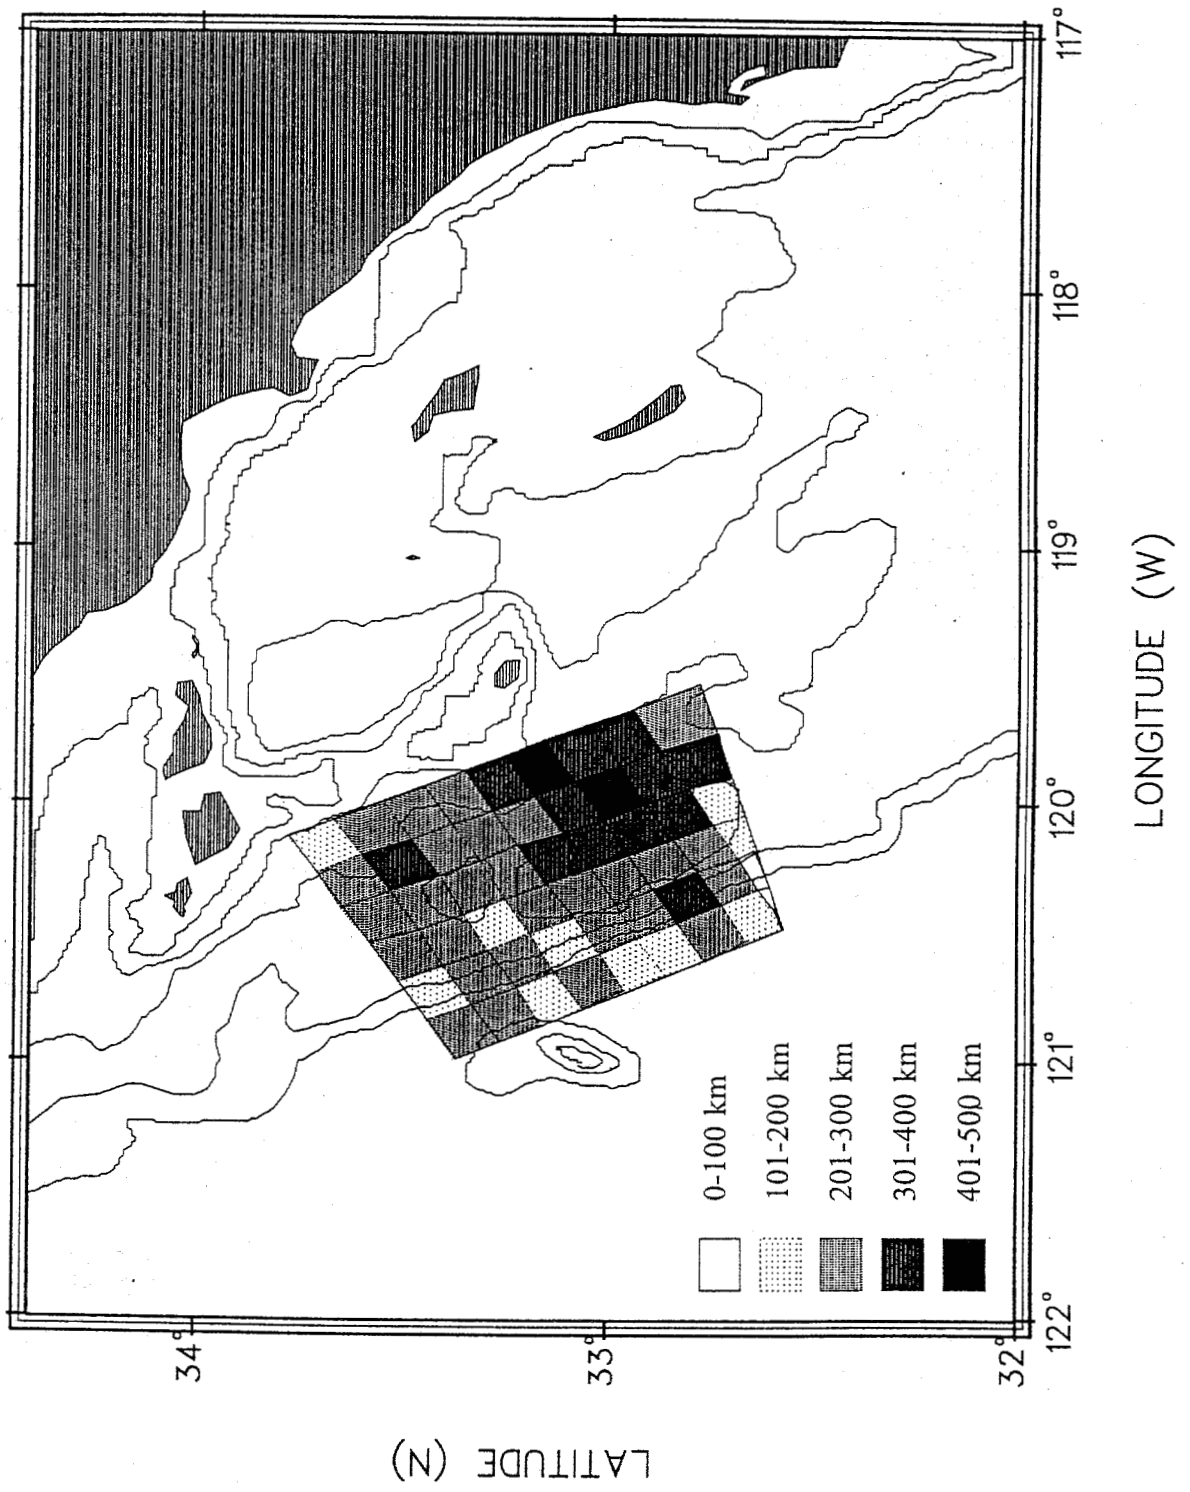 34°
33°
32°
LATITUDE (N)
0-100 km
101-200 km
201-300 km
301-400 km
401-500 km
122°
121°
120°
119°
118°
117°
LONGITUDE (W)